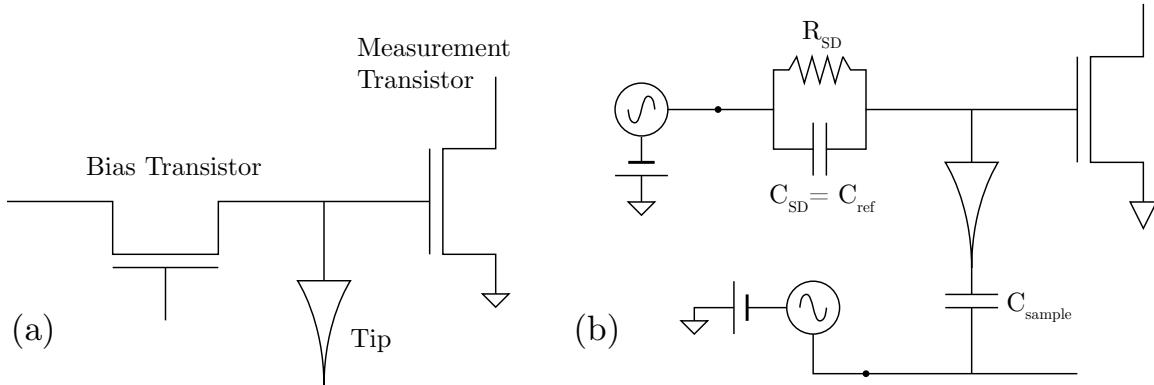 Measurement
Transistor
Bias Transistor
Tip
(a)
R_SD
C_SD = C_ref
C_sample
(b)